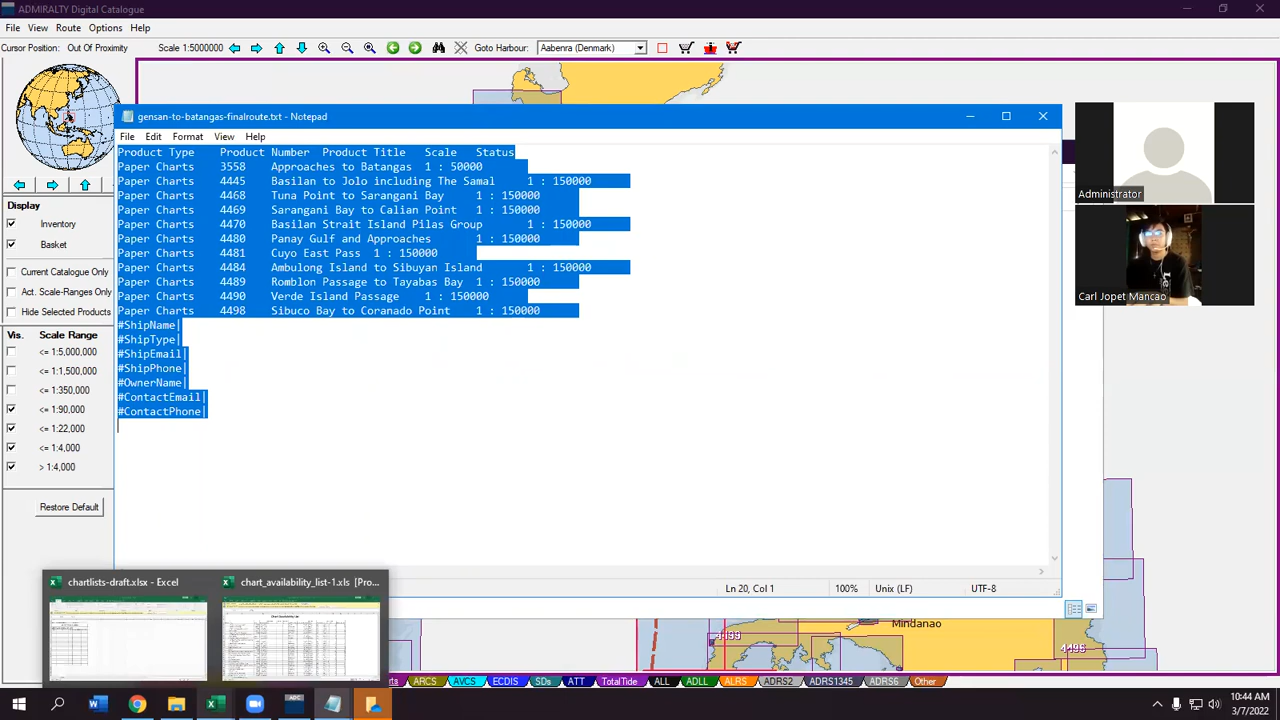 ADMIRALTY Digital Catalogue
File View Route Options Help
Cursor Position: Out Of Proximity Scale 1:5000000 Goto Harbour: Aabenra (Denmark)
Display
Inventory
Basket
Current Catalogue Only
Act. Scale-Ranges Only
Hide Selected Products
Vis. Scale Range
<= 1:5,000,000
<= 1:1,500,000
<= 1:350,000
<= 1:90,000
<= 1:22,000
<= 1:4,000
> 1:4,000
Restore Default
gensan-to-batangas-finalroute.txt - Notepad
File Edit Format View Help
Product Type Product Number Product Title Scale Status
Paper Charts 3558 Approaches to Batangas 1 : 50000
Paper Charts 4445 Basilan to Jolo including The Samal 1 : 150000
Paper Charts 4468 Tuna Point to Sarangani Bay 1 : 150000
Paper Charts 4469 Sarangani Bay to Calian Point 1 : 150000
Paper Charts 4470 Basilan Strait Island Pilas Group 1 : 150000
Paper Charts 4480 Panay Gulf and Approaches 1 : 150000
Paper Charts 4481 Cuyo East Pass 1 : 150000
Paper Charts 4484 Ambulong Island to Sibuyan Island 1 : 150000
Paper Charts 4489 Romblon Passage to Tayabas Bay 1 : 150000
Paper Charts 4490 Verde Island Passage 1 : 150000
Paper Charts 4498 Sibuco Bay to Coranado Point 1 : 150000
#ShipName|
#ShipType|
#ShipEmail|
#ShipPhone|
#OwnerName|
#ContactEmail|
#ContactPhone|
Ln 20, Col 1 100% Unix (LF) UTF-8
Administrator
Carl Jopet Mancao
chartlists-draft.xlsx - Excel
chart_availability_list-1.xls [Pro...
Mindanao
4499
ARCS AVCS ECDIS SDs ATT TotalTide ALL ADLL ALRS ADRS2 ADRS1345 ADRS6 Other
10:44 AM
3/7/2022